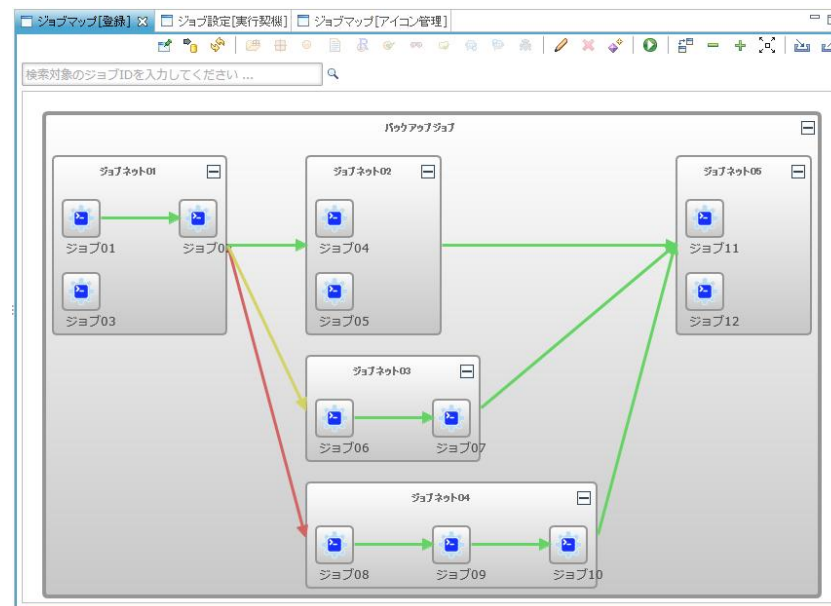 ジョブマップ[登録] ジョブ設定[実行契機] ジョブマップ[アイコン管理]
検索対象のジョブIDを入力してください ...
バックアップジョブ
ジョブネット01 ジョブネット02 ジョブネット05
ジョブ01 ジョブ0 ジョブ04 ジョブ11
ジョブ03 ジョブ05 ジョブ12
ジョブネット03
ジョブ06 ジョブ07
ジョブネット04
ジョブ08 ジョブ09 ジョブ10